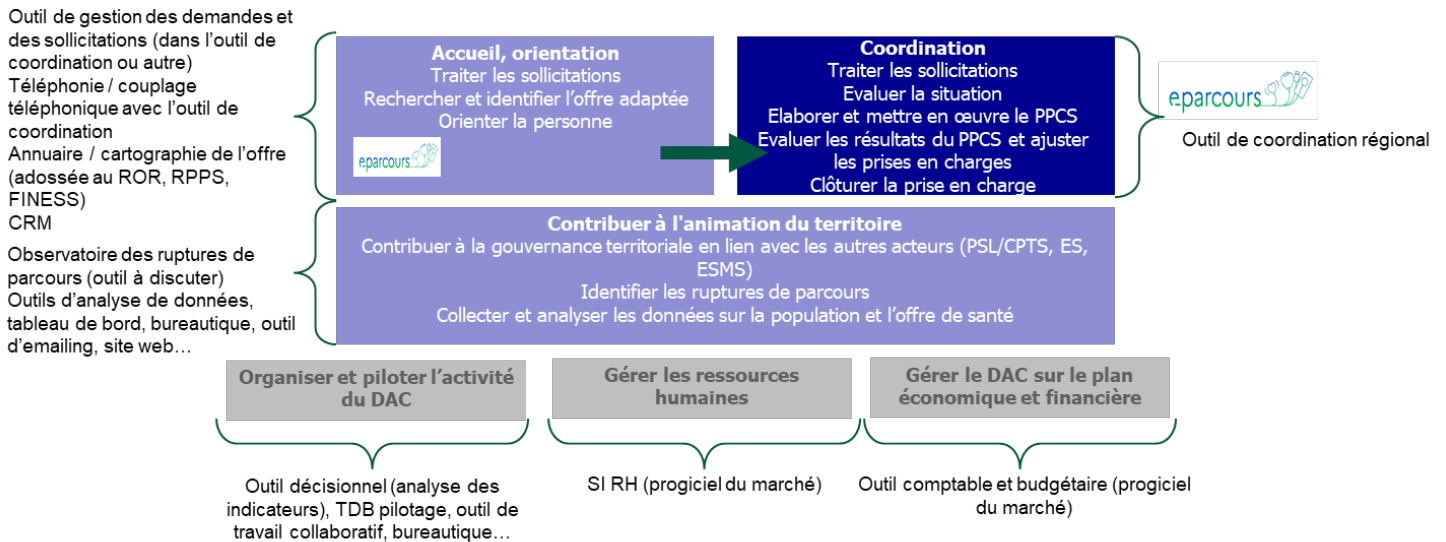 Outil de gestion des demandes et
des sollicitations (dans l’outil de
coordination ou autre)
Téléphonie / couplage
téléphonique avec l’outil de
coordination
Annuaire / cartographie de l’offre
(adossée au ROR, RPPS,
FINESS)
CRM
Observatoire des ruptures de
parcours (outil à discuter)
Outils d’analyse de données,
tableau de bord, bureautique, outil
d’emailing, site web…
Accueil, orientation
Traiter les sollicitations
Rechercher et identifier l’offre adaptée
Orienter la personne
eparcours
Coordination
Traiter les sollicitations
Evaluer la situation
Elaborer et mettre en œuvre le PPCS
Evaluer les résultats du PPCS et ajuster
les prises en charges
Clôturer la prise en charge
eparcours
Outil de coordination régional
Contribuer à l'animation du territoire
Contribuer à la gouvernance territoriale en lien avec les autres acteurs (PSL/CPTS, ES,
ESMS)
Identifier les ruptures de parcours
Collecter et analyser les données sur la population et l’offre de santé
Organiser et piloter l’activité
du DAC
Gérer les ressources
humaines
Gérer le DAC sur le plan
économique et financière
Outil décisionnel (analyse des
indicateurs), TDB pilotage, outil de
travail collaboratif, bureautique…
SI RH (progiciel du marché)
Outil comptable et budgétaire (progiciel
du marché)